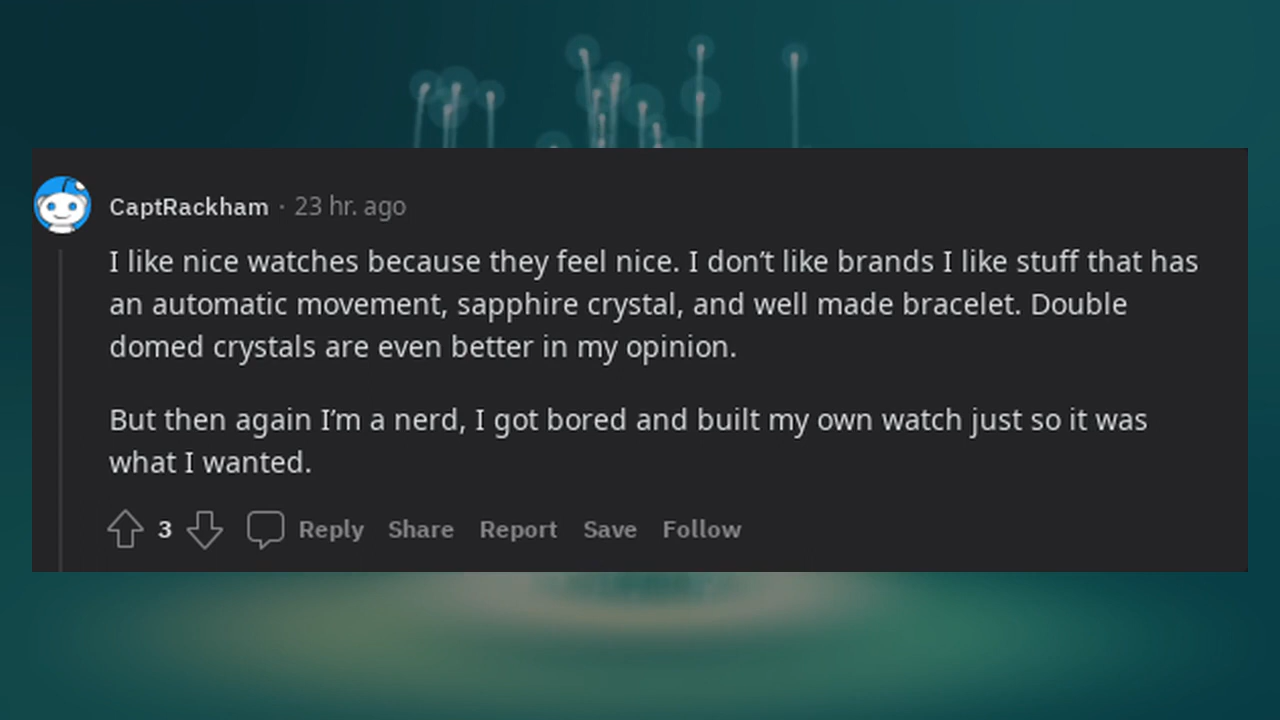 CaptRackham · 23 hr. ago
I like nice watches because they feel nice. I don’t like brands I like stuff that has
an automatic movement, sapphire crystal, and well made bracelet. Double
domed crystals are even better in my opinion.
But then again I’m a nerd, I got bored and built my own watch just so it was
what I wanted.
3 Reply Share Report Save Follow